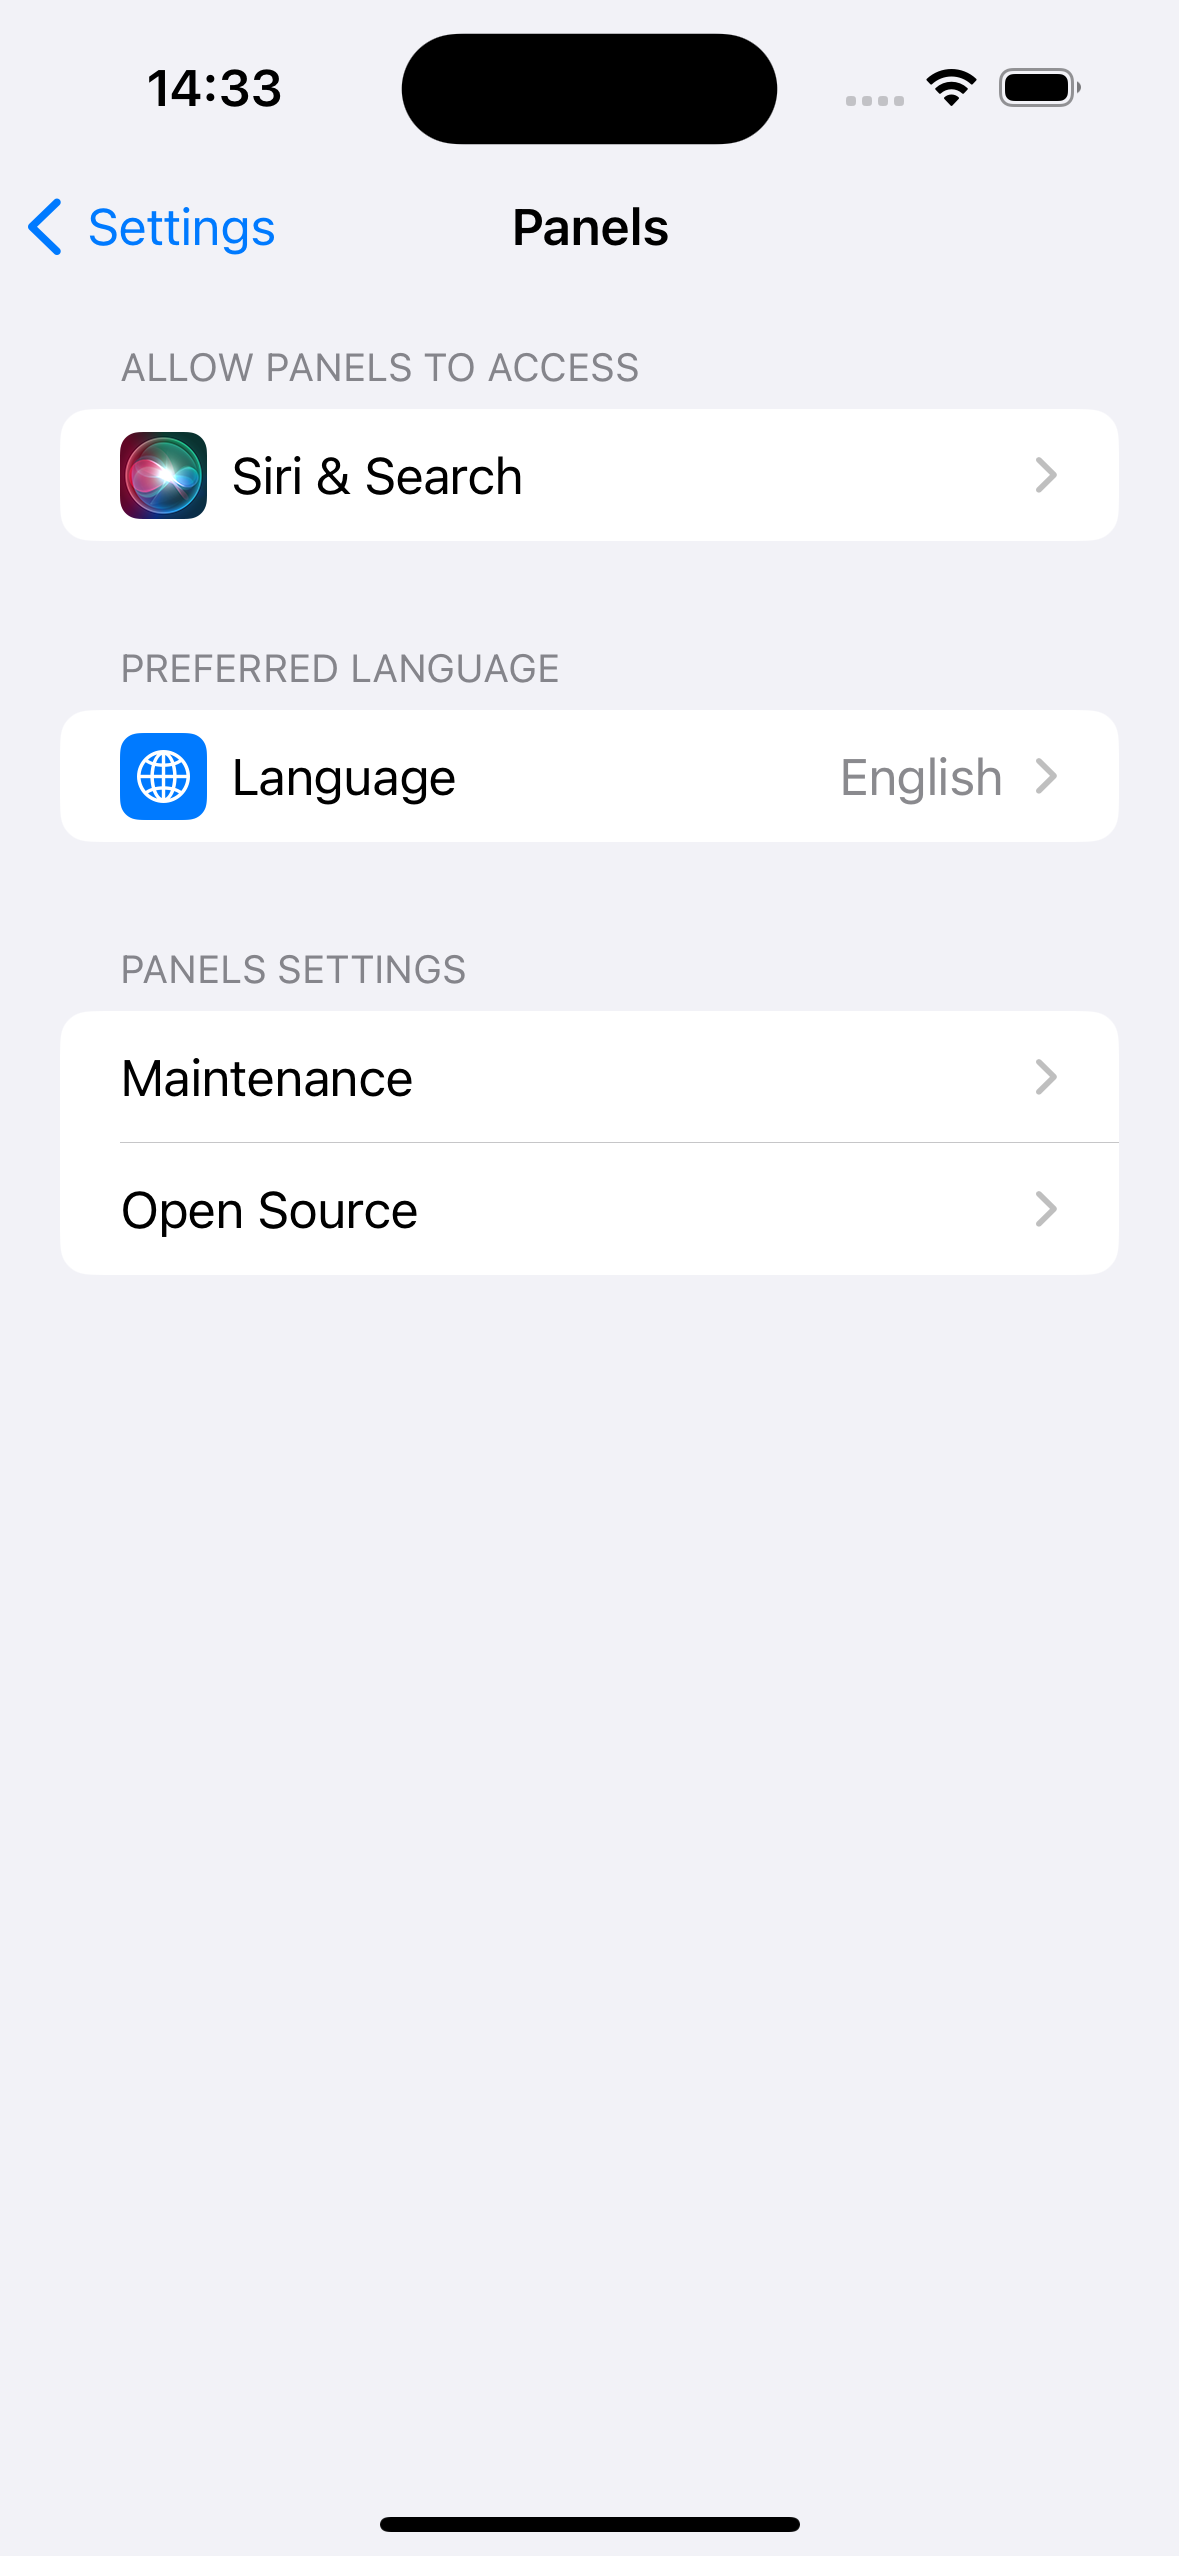 14:33
Settings
Panels
ALLOW PANELS TO ACCESS
Siri & Search
PREFERRED LANGUAGE
Language English
PANELS SETTINGS
Maintenance
Open Source